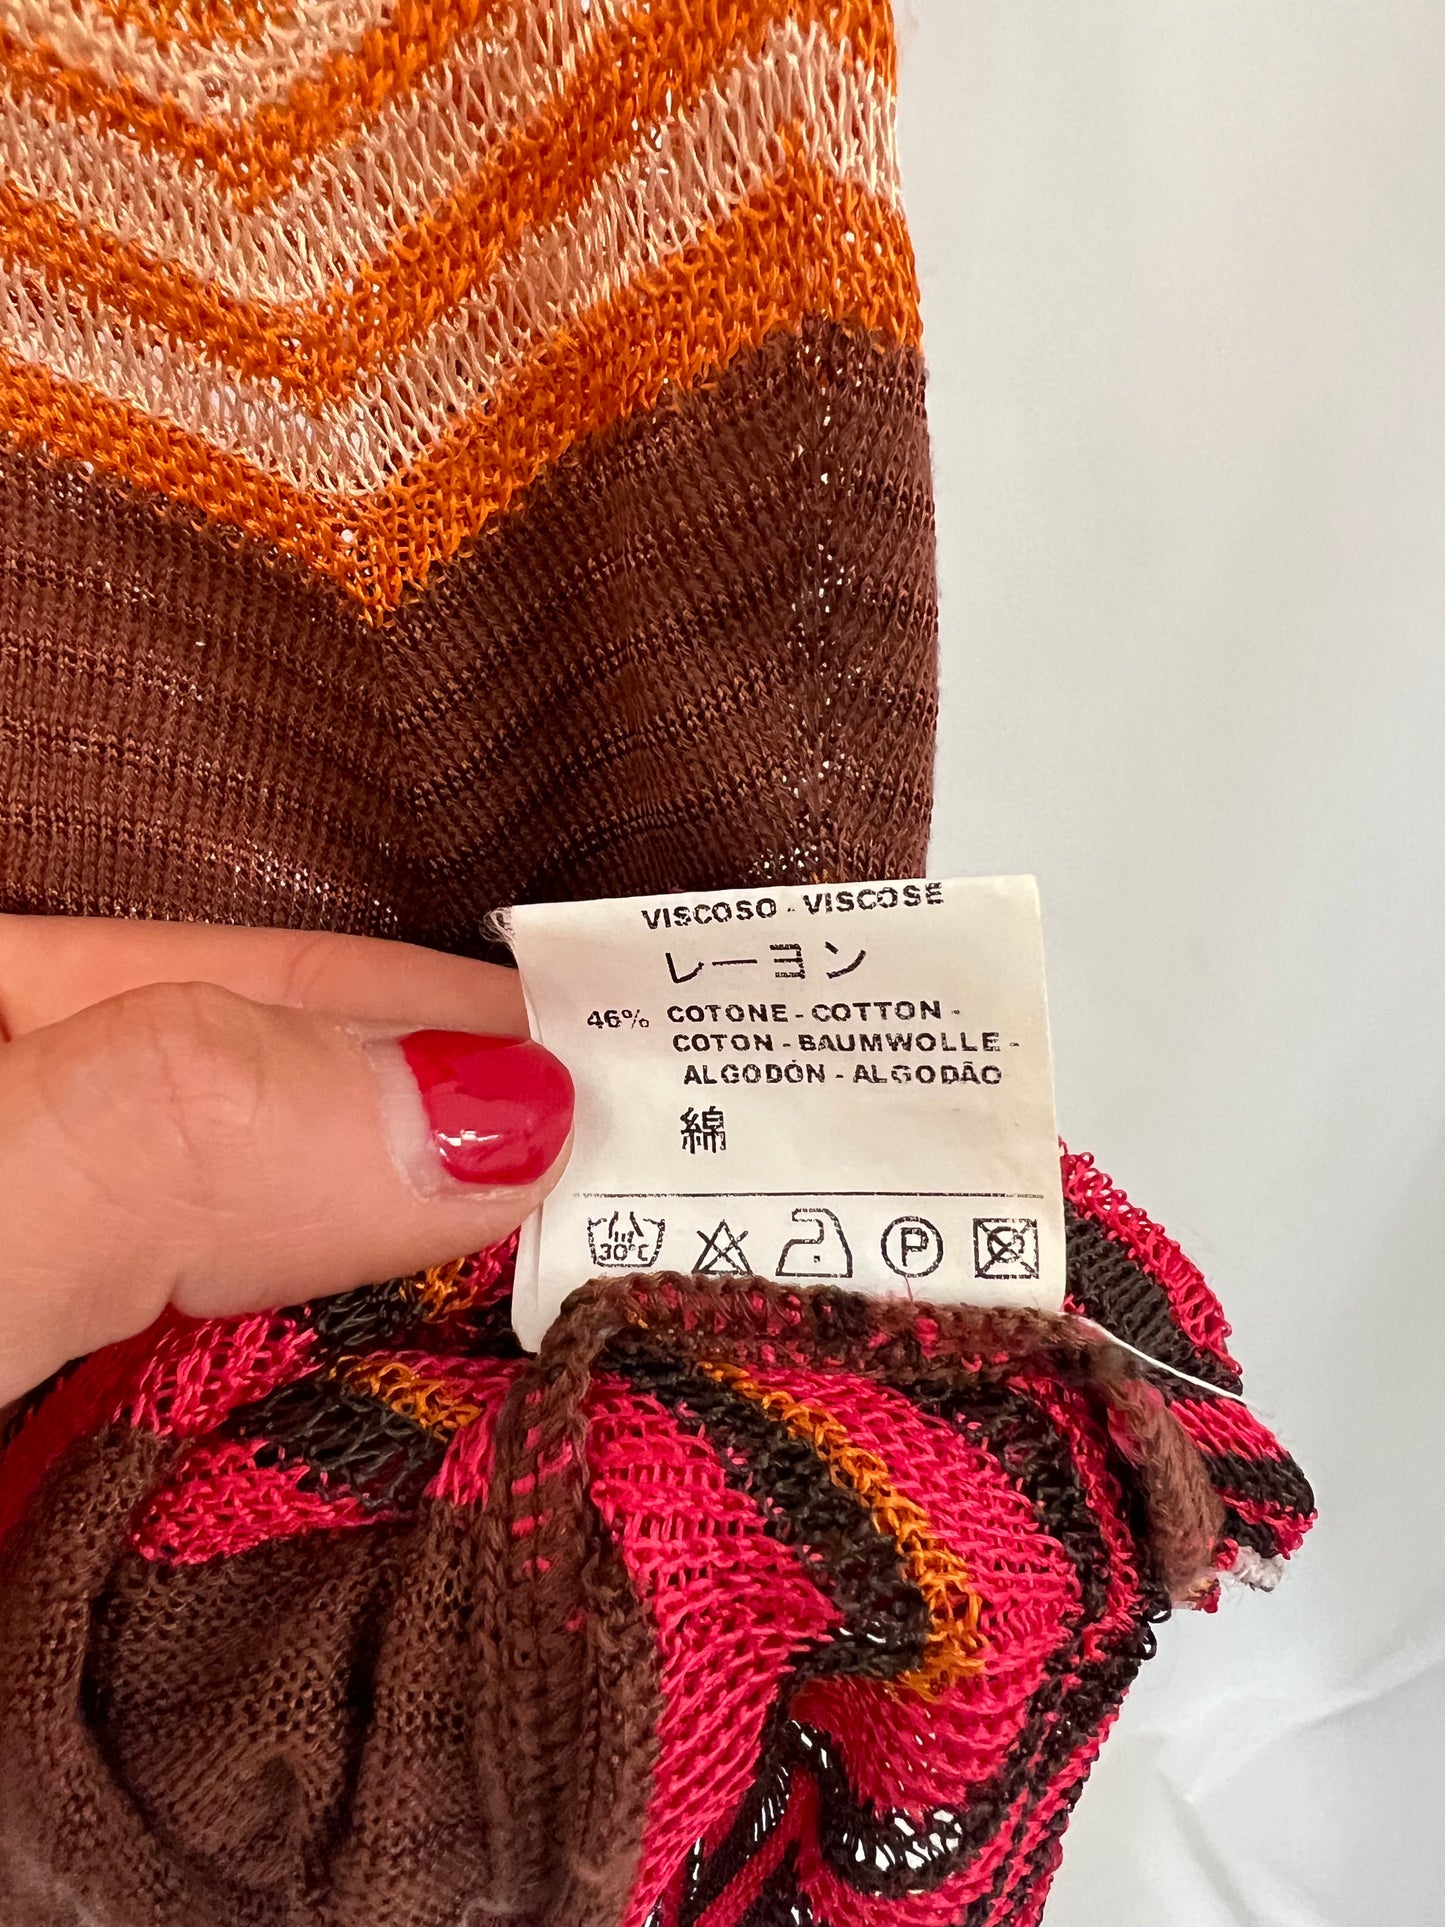 VISCOSO - VISCOSE
レーヨン
46% COTONE - COTTON -
COTON - BAUMWOLLE -
ALGODÓN - ALGODÃO
綿
30°C P